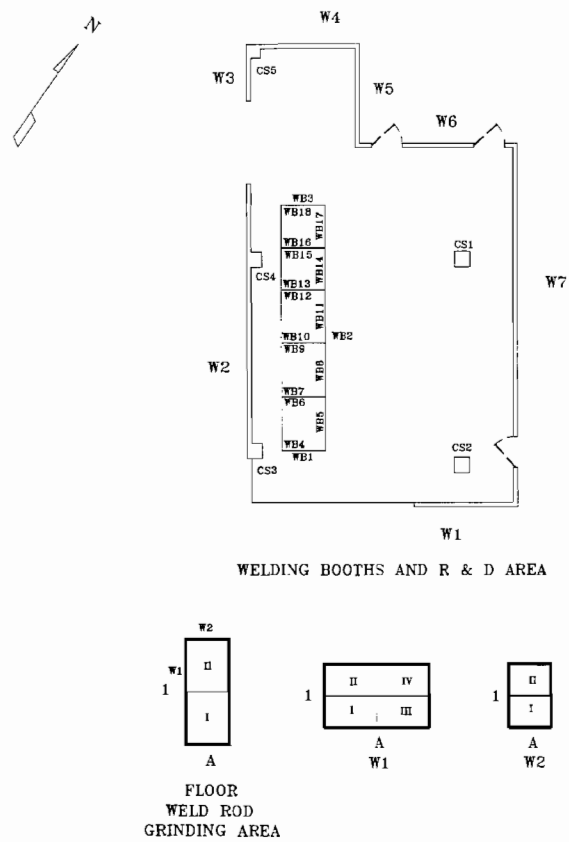 N
W4
W3
CS5
W5
W6
WB3
WB18
WB17
WB16
WB15
WB14
WB13
WB12
WB11
WB10
WB2
WB9
WB8
WB7
WB6
WB5
WB4
WB1
CS1
CS4
W7
W2
CS3
CS2
W1
WELDING BOOTHS AND R & D AREA
W2
W1
II
1
I
A
FLOOR
WELD ROD
GRINDING AREA
II IV
1
I III
A
W1
II
1
I
A
W2